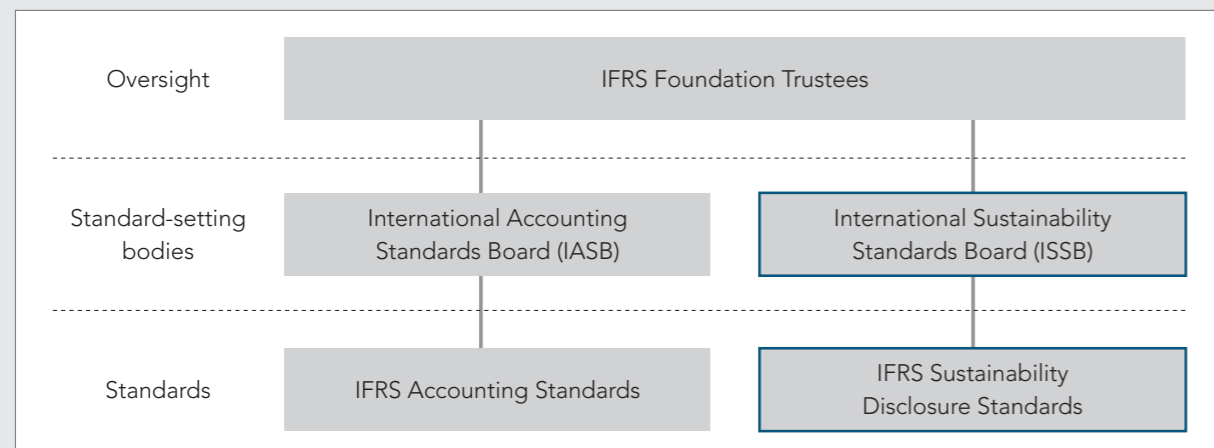 Oversight
IFRS Foundation Trustees
Standard-setting
bodies
International Accounting
Standards Board (IASB)
International Sustainability
Standards Board (ISSB)
Standards
IFRS Accounting Standards
IFRS Sustainability
Disclosure Standards